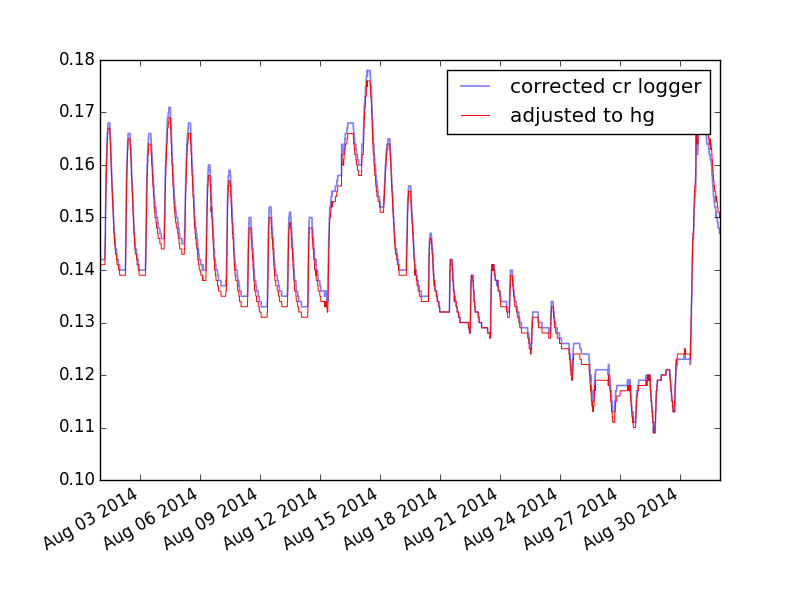 0.18
0.17
0.16
0.15
0.14
0.13
0.12
0.11
0.10
corrected cr logger
adjusted to hg
Aug 03 2014
Aug 06 2014
Aug 09 2014
Aug 12 2014
Aug 15 2014
Aug 18 2014
Aug 21 2014
Aug 24 2014
Aug 27 2014
Aug 30 2014